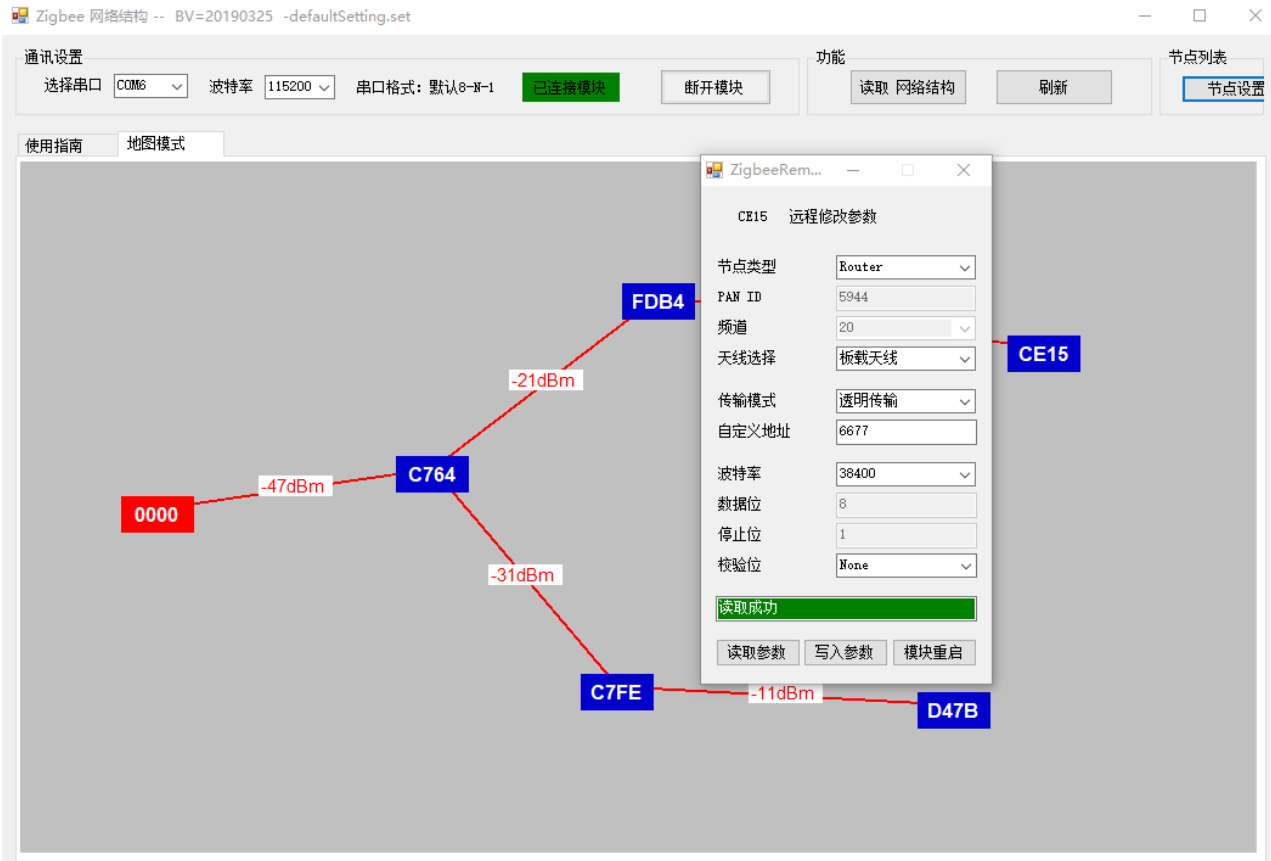 Zigbee 网络结构 -- BV=20190325 -defaultSetting.set
通讯设置
选择串口 COM6 波特率 115200 串口格式：默认8-N-1 已连接模块 断开模块
功能
读取 网络结构 刷新
节点列表
节点设置
使用指南 地图模式
ZigbeeRem...
CE15 远程修改参数
节点类型 Router
PAN ID 5944
频道 20
天线选择 板载天线
传输模式 透明传输
自定义地址 6677
波特率 38400
数据位 8
停止位 1
校验位 None
读取成功
读取参数 写入参数 模块重启
FDB4
CE15
-21dBm
C764
-47dBm
0000
-31dBm
C7FE
-11dBm
D47B